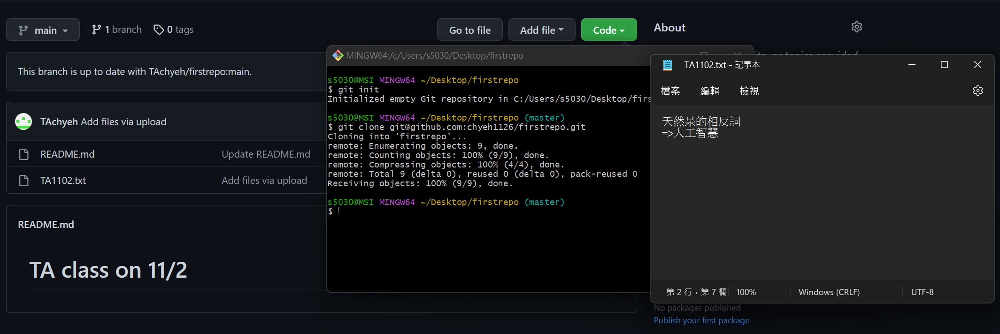 main
1 branch
0 tags
Go to file
Add file
Code
About
This branch is up to date with TAchyeh/firstrepo:main.
TAchyeh Add files via upload
README.md Update README.md
TA1102.txt Add files via upload
README.md
TA class on 11/2
MINGW64:/c/Users/s5030/Desktop/firstrepo
s5030@MSI MINGW64 ~/Desktop/firstrepo
$ git init
Initialized empty Git repository in C:/Users/s5030/Desktop/firs
s5030@MSI MINGW64 ~/Desktop/firstrepo (master)
$ git clone git@github.com:chyeh1126/firstrepo.git
Cloning into 'firstrepo'...
remote: Enumerating objects: 9, done.
remote: Counting objects: 100% (9/9), done.
remote: Compressing objects: 100% (4/4), done.
remote: Total 9 (delta 0), reused 0 (delta 0), pack-reused 0
Receiving objects: 100% (9/9), done.
s5030@MSI MINGW64 ~/Desktop/firstrepo (master)
$
TA1102.txt - 記事本
檔案 編輯 檢視
天然呆的相反詞
=>人工智慧
第 2 行，第 7 欄 100% Windows (CRLF) UTF-8
No packages published
Publish your first package